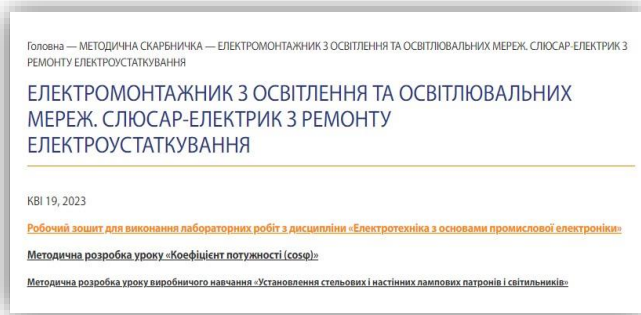 Головна — МЕТОДИЧНА СКАРБНИЧКА — ЕЛЕКТРОМОНТАЖНИК З ОСВІТЛЕННЯ ТА ОСВІТЛЮВАЛЬНИХ МЕРЕЖ. СЛЮСАР-ЕЛЕКТРИК З
РЕМОНТУ ЕЛЕКТРОУСТАТКУВАННЯ
ЕЛЕКТРОМОНТАЖНИК З ОСВІТЛЕННЯ ТА ОСВІТЛЮВАЛЬНИХ
МЕРЕЖ. СЛЮСАР-ЕЛЕКТРИК З РЕМОНТУ
ЕЛЕКТРОУСТАТКУВАННЯ
КВІ 19, 2023
Робочий зошит для виконання лабораторних робіт з дисципліни «Електротехніка з основами промислової електроніки»
Методична розробка уроку «Коефіцієнт потужності (cosφ)»
Методична розробка уроку виробничого навчання «Установлення стельових і настінних лампових патронів і світильників»